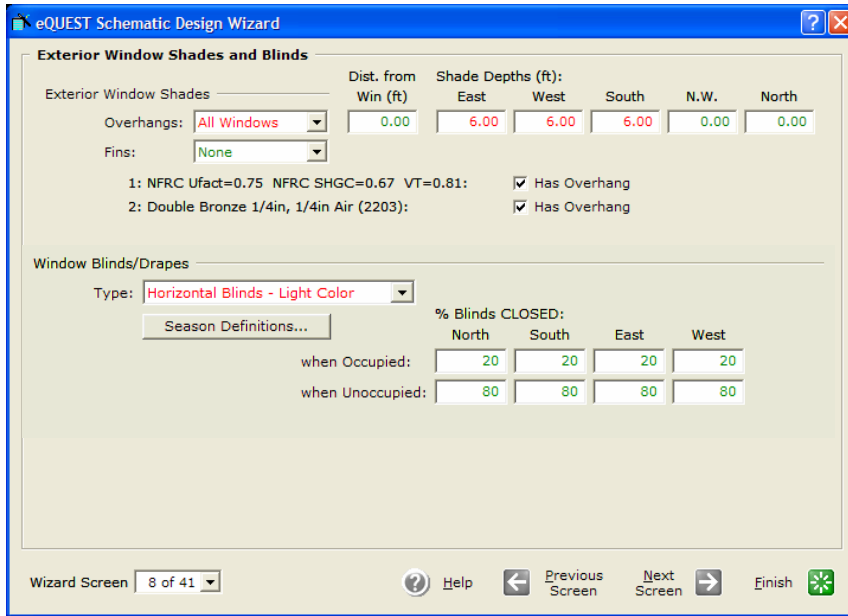 eQUEST Schematic Design Wizard
Exterior Window Shades and Blinds
Dist. from Shade Depths (ft):
Exterior Window Shades Win (ft) East West South N.W. North
Overhangs: All Windows 0.00 6.00 6.00 6.00 0.00 0.00
Fins: None
1: NFRC Ufact=0.75 NFRC SHGC=0.67 VT=0.81: Has Overhang
2: Double Bronze 1/4in, 1/4in Air (2203): Has Overhang
Window Blinds/Drapes
Type: Horizontal Blinds - Light Color
Season Definitions...
% Blinds CLOSED:
North South East West
when Occupied: 20 20 20 20
when Unoccupied: 80 80 80 80
Wizard Screen 8 of 41 ? Help Previous Screen Next Screen Finish